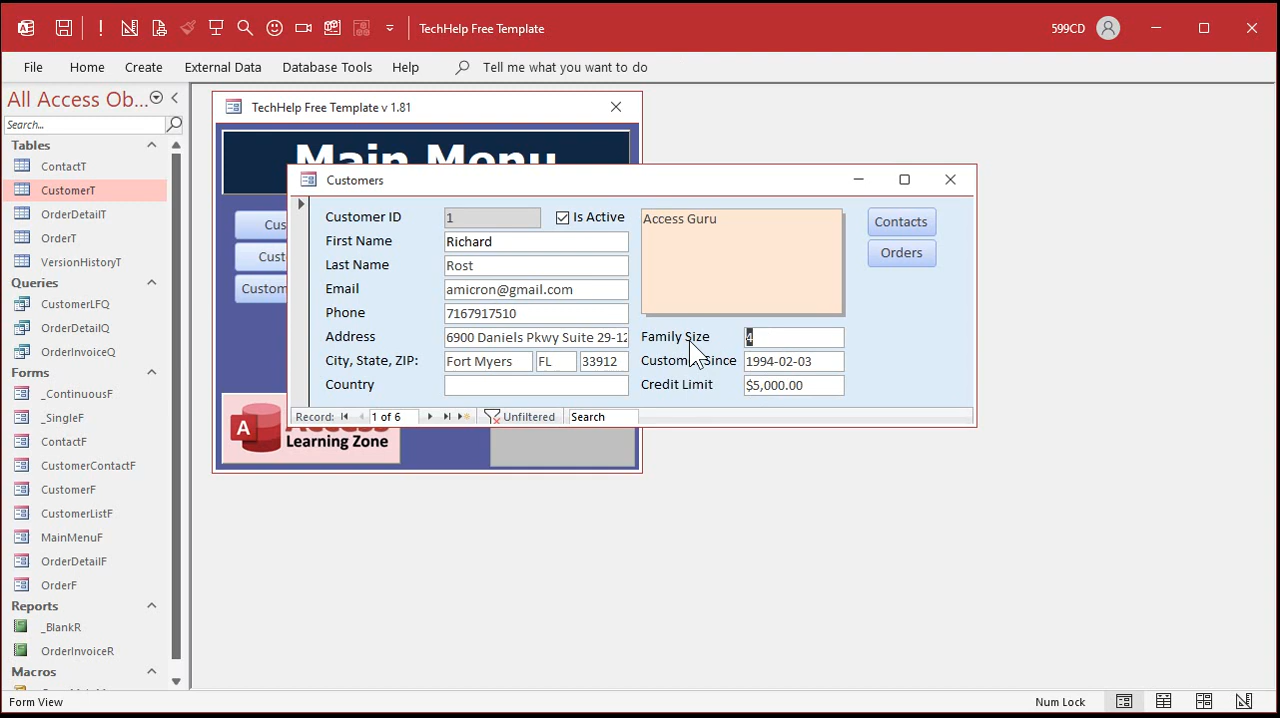 TechHelp Free Template
599CD
File Home Create External Data Database Tools Help Tell me what you want to do
All Access Ob...
Search...
Tables
ContactT
CustomerT
OrderDetailT
OrderT
VersionHistoryT
Queries
CustomerLFQ
OrderDetailQ
OrderInvoiceQ
Forms
_ContinuousF
_SingleF
ContactF
CustomerContactF
CustomerF
CustomerListF
MainMenuF
OrderDetailF
OrderF
Reports
_BlankR
OrderInvoiceR
Macros
TechHelp Free Template v 1.81
Main Menu
Cus
Cust
Custom
A
Learning Zone
Customers
Customer ID 1 Is Active
First Name Richard
Last Name Rost
Email amicron@gmail.com
Phone 7167917510
Address 6900 Daniels Pkwy Suite 29-12
City, State, ZIP: Fort Myers FL 33912
Country
Access Guru
Family Size 4
Customer Since 1994-02-03
Credit Limit $5,000.00
Contacts
Orders
Record: 1 of 6 Unfiltered Search
Form View
Num Lock